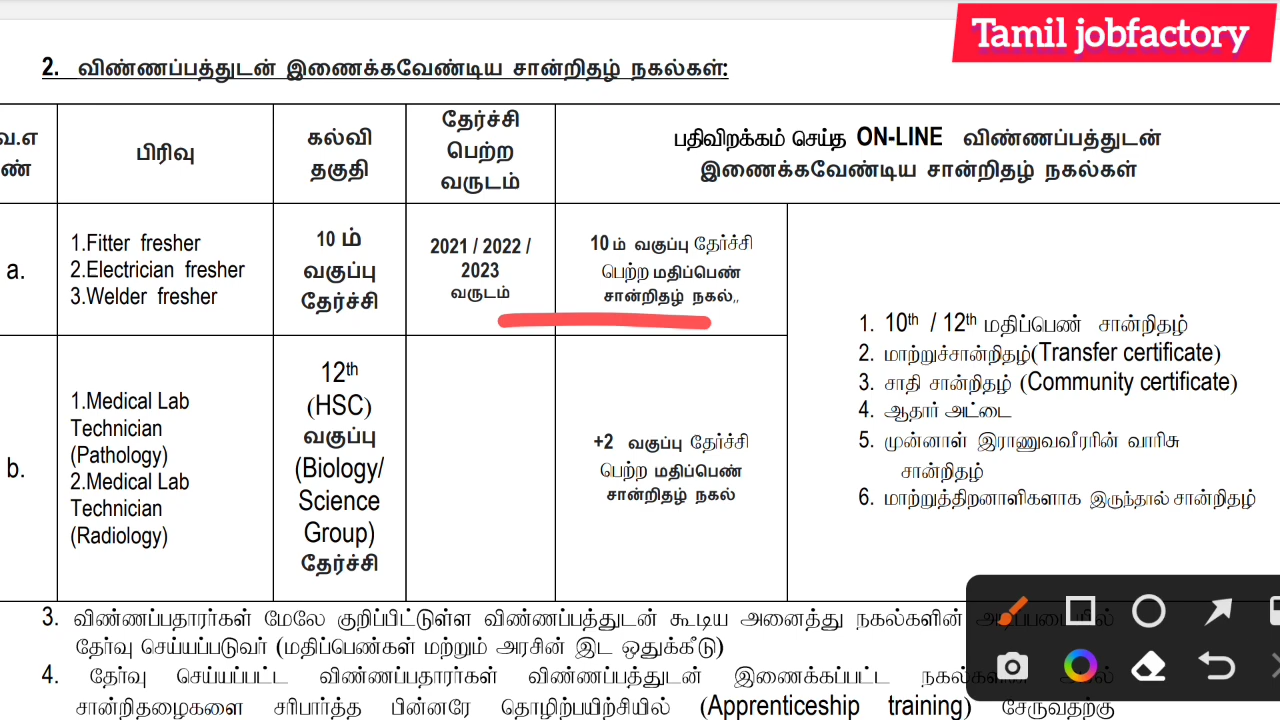 Tamil jobfactory
2. விண்ணப்பத்துடன் இணைக்கவேண்டிய சான்றிதழ் நகல்கள்:
வ.எ
ண்
பிரிவு
கல்வி
தகுதி
தேர்ச்சி
பெற்ற
வருடம்
பதிவிறக்கம் செய்த ON-LINE விண்ணப்பத்துடன்
இணைக்கவேண்டிய சான்றிதழ் நகல்கள்
a.
1.Fitter fresher
2.Electrician fresher
3.Welder fresher
10 ம்
வகுப்பு
தேர்ச்சி
2021 / 2022 /
2023
வருடம்
10 ம் வகுப்பு தேர்ச்சி
பெற்ற மதிப்பெண்
சான்றிதழ் நகல்,,
b.
1.Medical Lab
Technician
(Pathology)
2.Medical Lab
Technician
(Radiology)
12th
(HSC)
வகுப்பு
(Biology/
Science
Group)
தேர்ச்சி
+2 வகுப்பு தேர்ச்சி
பெற்ற மதிப்பெண்
சான்றிதழ் நகல்
1. 10th / 12th மதிப்பெண் சான்றிதழ்
2. மாற்றுச்சான்றிதழ்(Transfer certificate)
3. சாதி சான்றிதழ் (Community certificate)
4. ஆதார் அட்டை
5. முன்னாள் இராணுவவீரரின் வாரிசு
சான்றிதழ்
6. மாற்றுத்திறனாளிகளாக இருந்தால் சான்றிதழ்
3. விண்ணப்பதாரர்கள் மேலே குறிப்பிட்டுள்ள விண்ணப்பத்துடன் கூடிய அனைத்து நகல்களின்
தேர்வு செய்யப்படுவர் (மதிப்பெண்கள் மற்றும் அரசின் இட ஒதுக்கீடு)
4. தேர்வு செய்யப்பட்ட விண்ணப்பதாரர்கள் விண்ணப்பத்துடன் இணைக்கப்பட்ட
சான்றிதழைகளை சரிபார்த்த பின்னரே தொழிற்பயிற்சியில் (Apprenticeship training) சேருவதற்கு